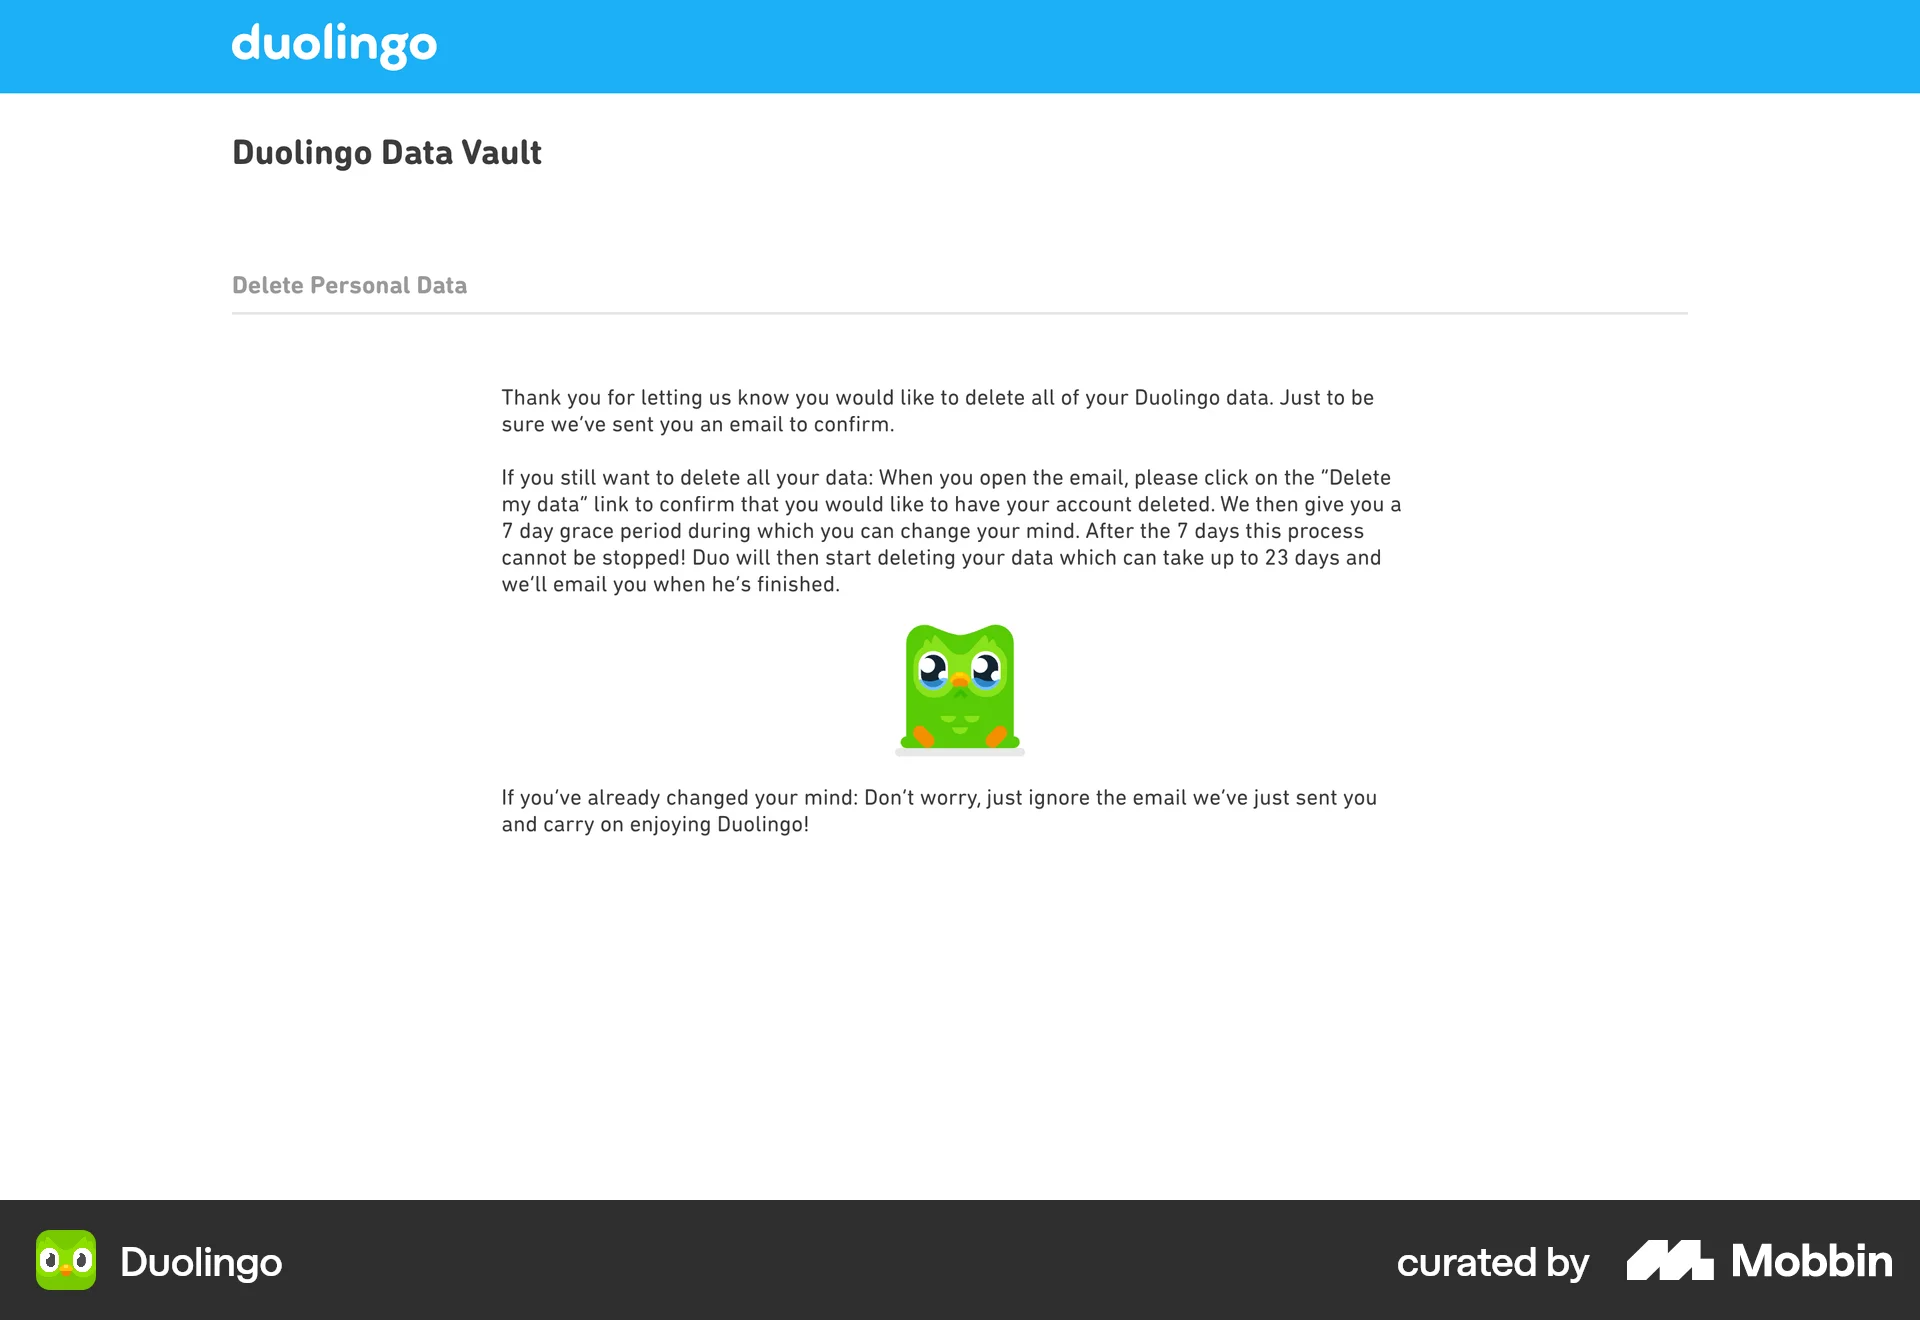 duolingo
Duolingo Data Vault
Delete Personal Data
Thank you for letting us know you would like to delete all of your Duolingo data. Just to be
sure we’ve sent you an email to confirm.
If you still want to delete all your data: When you open the email, please click on the “Delete
my data” link to confirm that you would like to have your account deleted. We then give you a
7 day grace period during which you can change your mind. After the 7 days this process
cannot be stopped! Duo will then start deleting your data which can take up to 23 days and
we’ll email you when he’s finished.
If you’ve already changed your mind: Don’t worry, just ignore the email we’ve just sent you
and carry on enjoying Duolingo!
Duolingo
curated by Mobbin